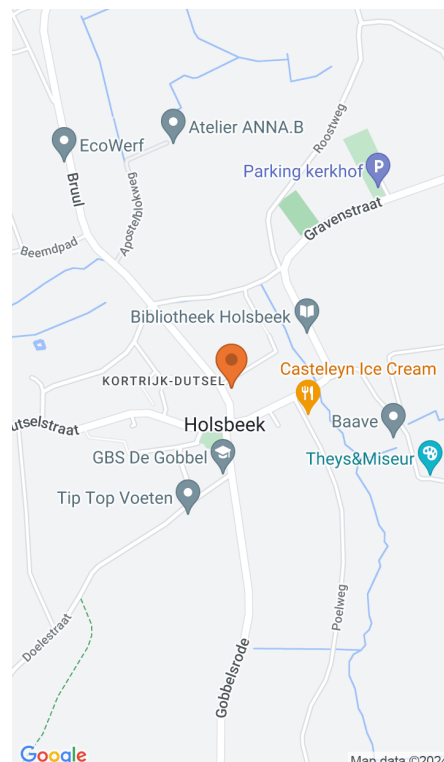 Atelier ANNA.B
EcoWerf
Roostweg
Parking kerkhof
P
Bruul
Apostelblokweg
Gravenstraat
Beemdpad
Bibliotheek Holsbeek
Casteleyn Ice Cream
KORTRIJK-DUTSEL
Holsbeek
Baave
utselstraat
GBS De Gobbel
Theys&Miseur
Tip Top Voeten
Poelweg
Doelestraat
Gobbelsrode
Google
Map data ©2024